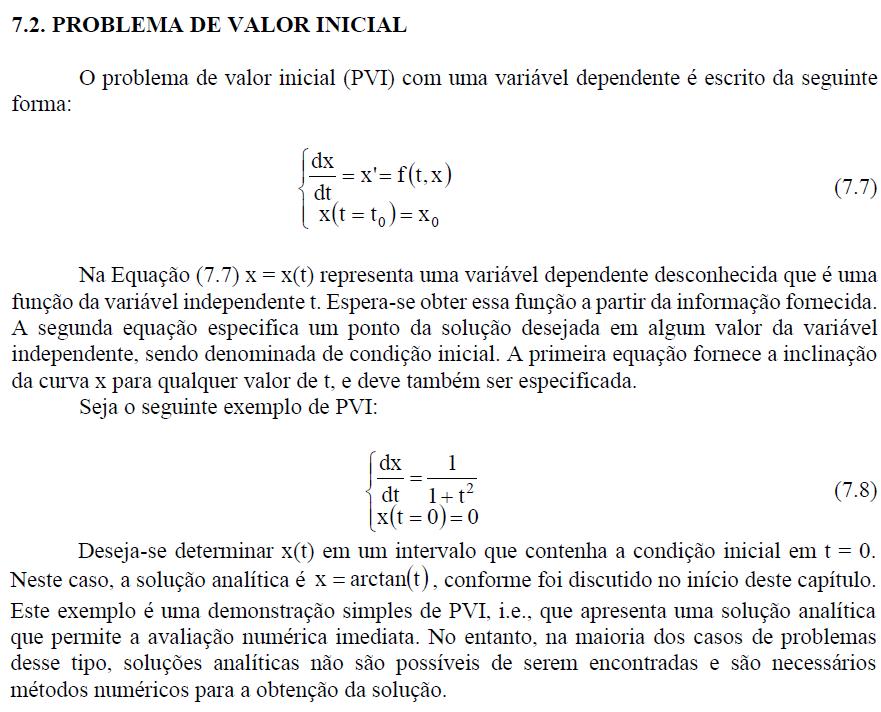 7.2. PROBLEMA DE VALOR INICIAL
O problema de valor inicial (PVI) com uma variável dependente é escrito da seguinte
forma:
{ dx/dt = x'= f(t, x)
x(t = t₀) = x₀
(7.7)
Na Equação (7.7) x = x(t) representa uma variável dependente desconhecida que é uma
função da variável independente t. Espera-se obter essa função a partir da informação fornecida.
A segunda equação especifica um ponto da solução desejada em algum valor da variável
independente, sendo denominada de condição inicial. A primeira equação fornece a inclinação
da curva x para qualquer valor de t, e deve também ser especificada.
Seja o seguinte exemplo de PVI:
{ dx/dt = 1/(1 + t²)
x(t = 0) = 0
(7.8)
Deseja-se determinar x(t) em um intervalo que contenha a condição inicial em t = 0.
Neste caso, a solução analítica é x = arctan(t), conforme foi discutido no início deste capítulo.
Este exemplo é uma demonstração simples de PVI, i.e., que apresenta uma solução analítica
que permite a avaliação numérica imediata. No entanto, na maioria dos casos de problemas
desse tipo, soluções analíticas não são possíveis de serem encontradas e são necessários
métodos numéricos para a obtenção da solução.